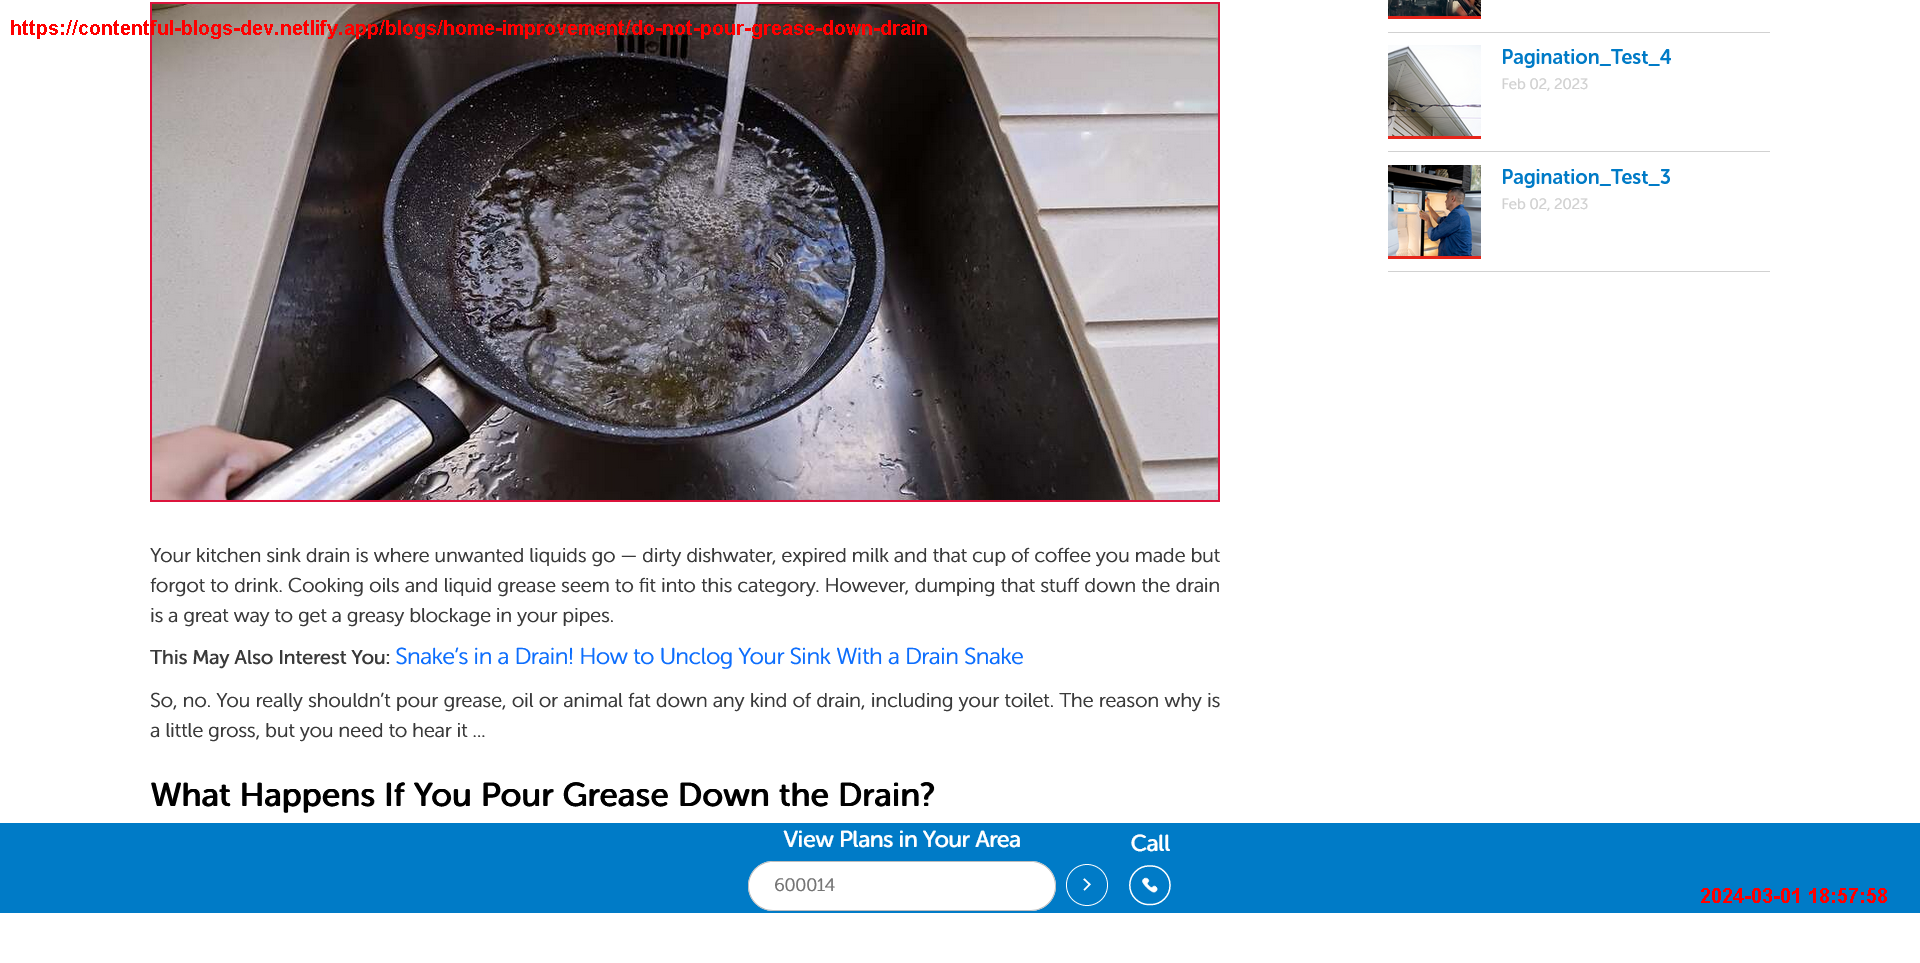 https://contentful-blogs-dev.netlify.app/blogs/home-improvement/do-not-pour-grease-down-drain
Pagination_Test_4
Feb 02, 2023
Pagination_Test_3
Feb 02, 2023
Your kitchen sink drain is where unwanted liquids go — dirty dishwater, expired milk and that cup of coffee you made but
forgot to drink. Cooking oils and liquid grease seem to fit into this category. However, dumping that stuff down the drain
is a great way to get a greasy blockage in your pipes.
This May Also Interest You: Snake’s in a Drain! How to Unclog Your Sink With a Drain Snake
So, no. You really shouldn’t pour grease, oil or animal fat down any kind of drain, including your toilet. The reason why is
a little gross, but you need to hear it ...
What Happens If You Pour Grease Down the Drain?
View Plans in Your Area
Call
600014
2024-03-01 18:57:58